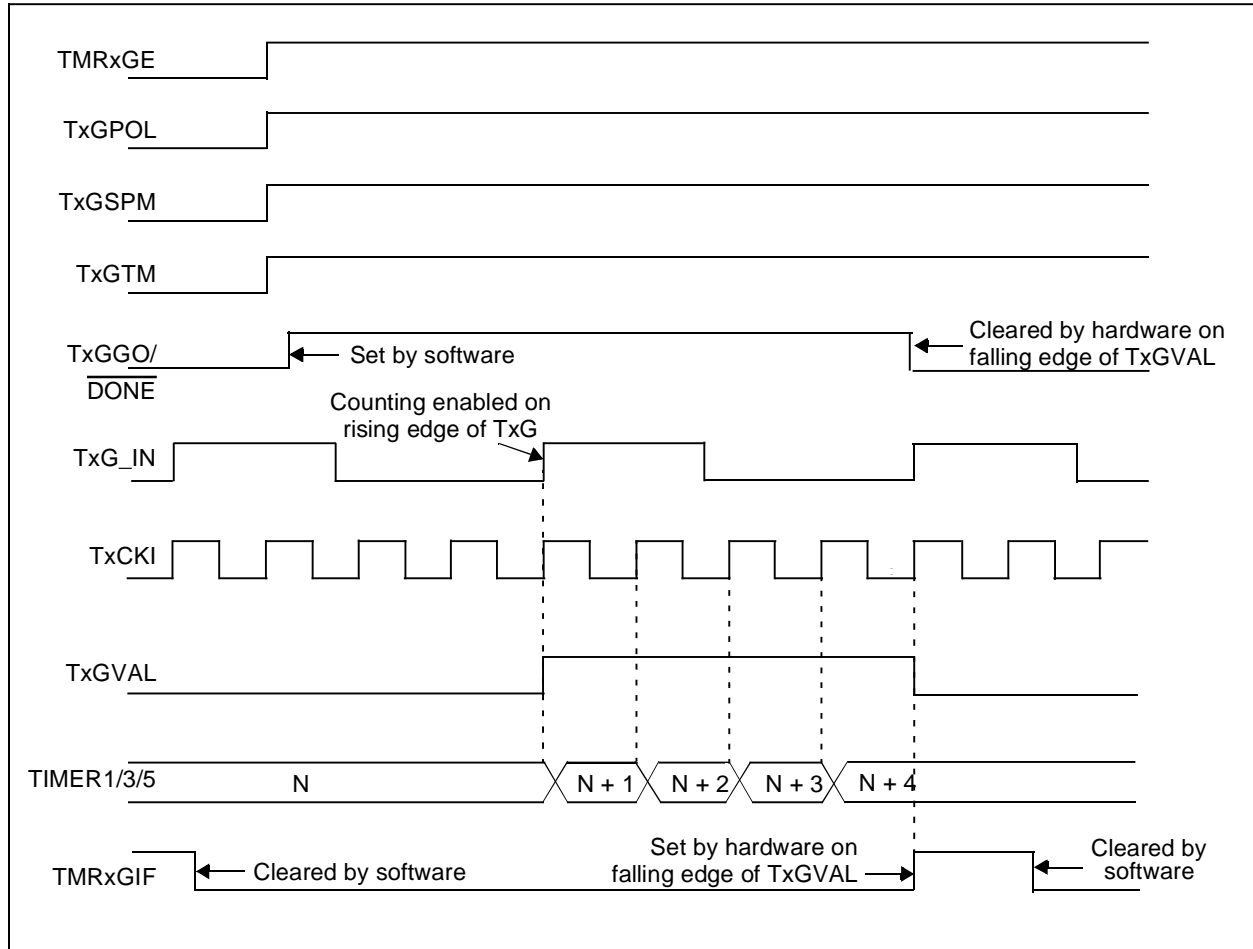 TMRxGE
TxGPOL
TxGSPM
TxGTM
TxGGO/
DONE
Set by software
Cleared by hardware on
falling edge of TxGVAL
Counting enabled on
rising edge of TxG
TxG_IN
TxCKI
TxGVAL
TIMER1/3/5
N
N + 1
N + 2
N + 3
N + 4
TMRxGIF
Cleared by software
Set by hardware on
falling edge of TxGVAL
Cleared by
software